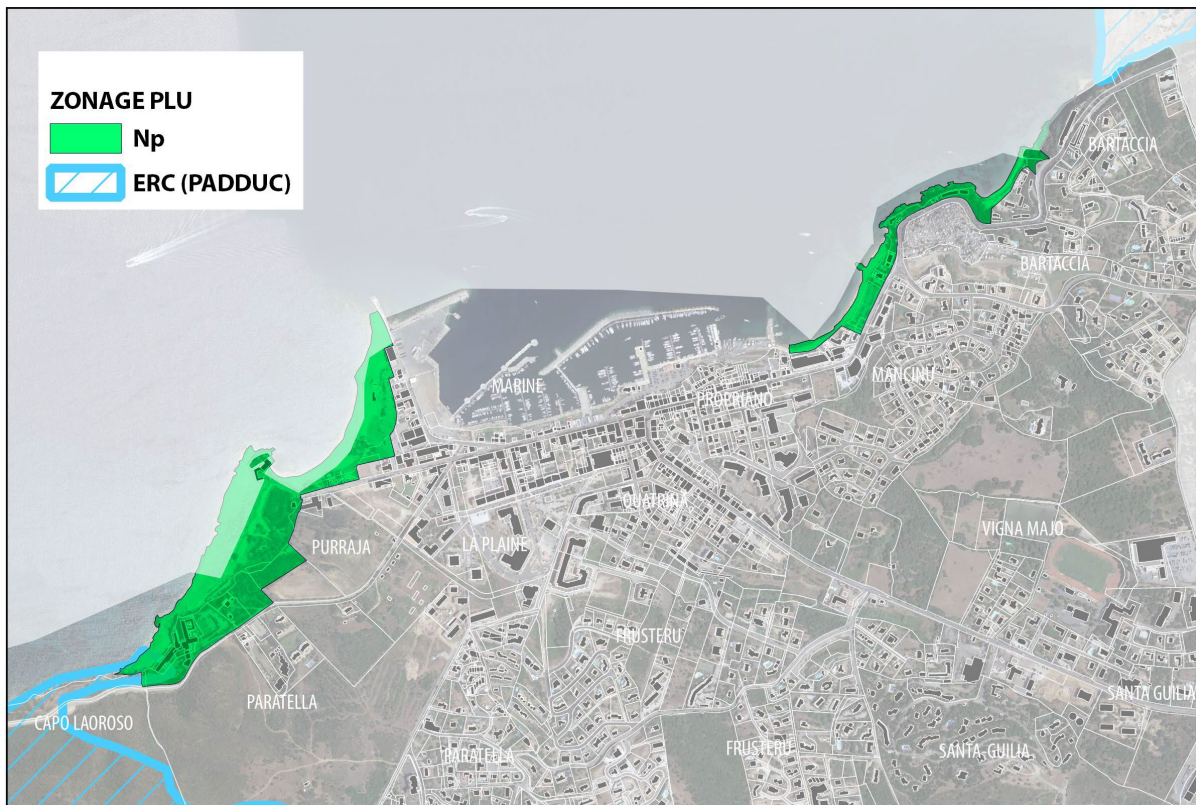 ZONAGE PLU
Np
ERC (PADDUC)
BARTACCIA
BARTACCIA
MARINE
MANCINU
PROPRIANO
QUATRINA
VIGNA MAJO
PURRAJA
LA PLAINE
FRUSTERU
SANTA GUILIA
PARATELLA
CAPO LAOROSO
PARATELLA
FRUSTERU
SANTA-GUILIA